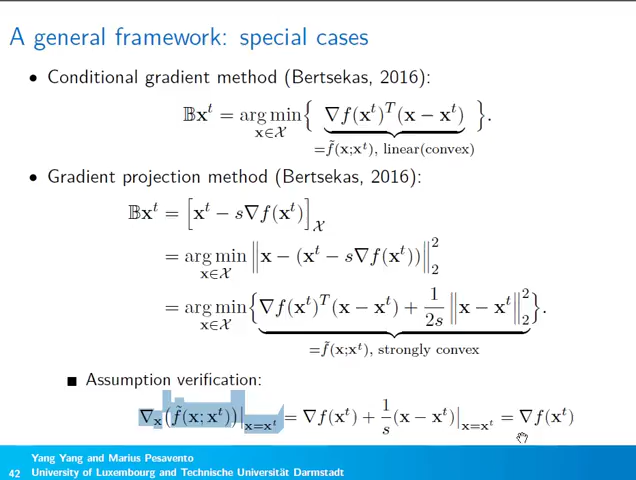 A general framework: special cases
• Conditional gradient method (Bertsekas, 2016):
𝔹x^t = arg min_{x∈𝒳} { ∇f(x^t)^T (x − x^t) }.
=f̃(x;x^t), linear(convex)
• Gradient projection method (Bertsekas, 2016):
𝔹x^t = [x^t − s∇f(x^t)]_𝒳
= arg min_{x∈𝒳} ‖x − (x^t − s∇f(x^t))‖_2^2
= arg min_{x∈𝒳} {∇f(x^t)^T (x − x^t) + 1/(2s) ‖x − x^t‖_2^2}.
=f̃(x;x^t), strongly convex
■ Assumption verification:
∇_x (f̃(x; x^t))|_{x=x^t} = ∇f(x^t) + 1/s (x − x^t)|_{x=x^t} = ∇f(x^t)
Yang Yang and Marius Pesavento
42 University of Luxembourg and Technische Universität Darmstadt